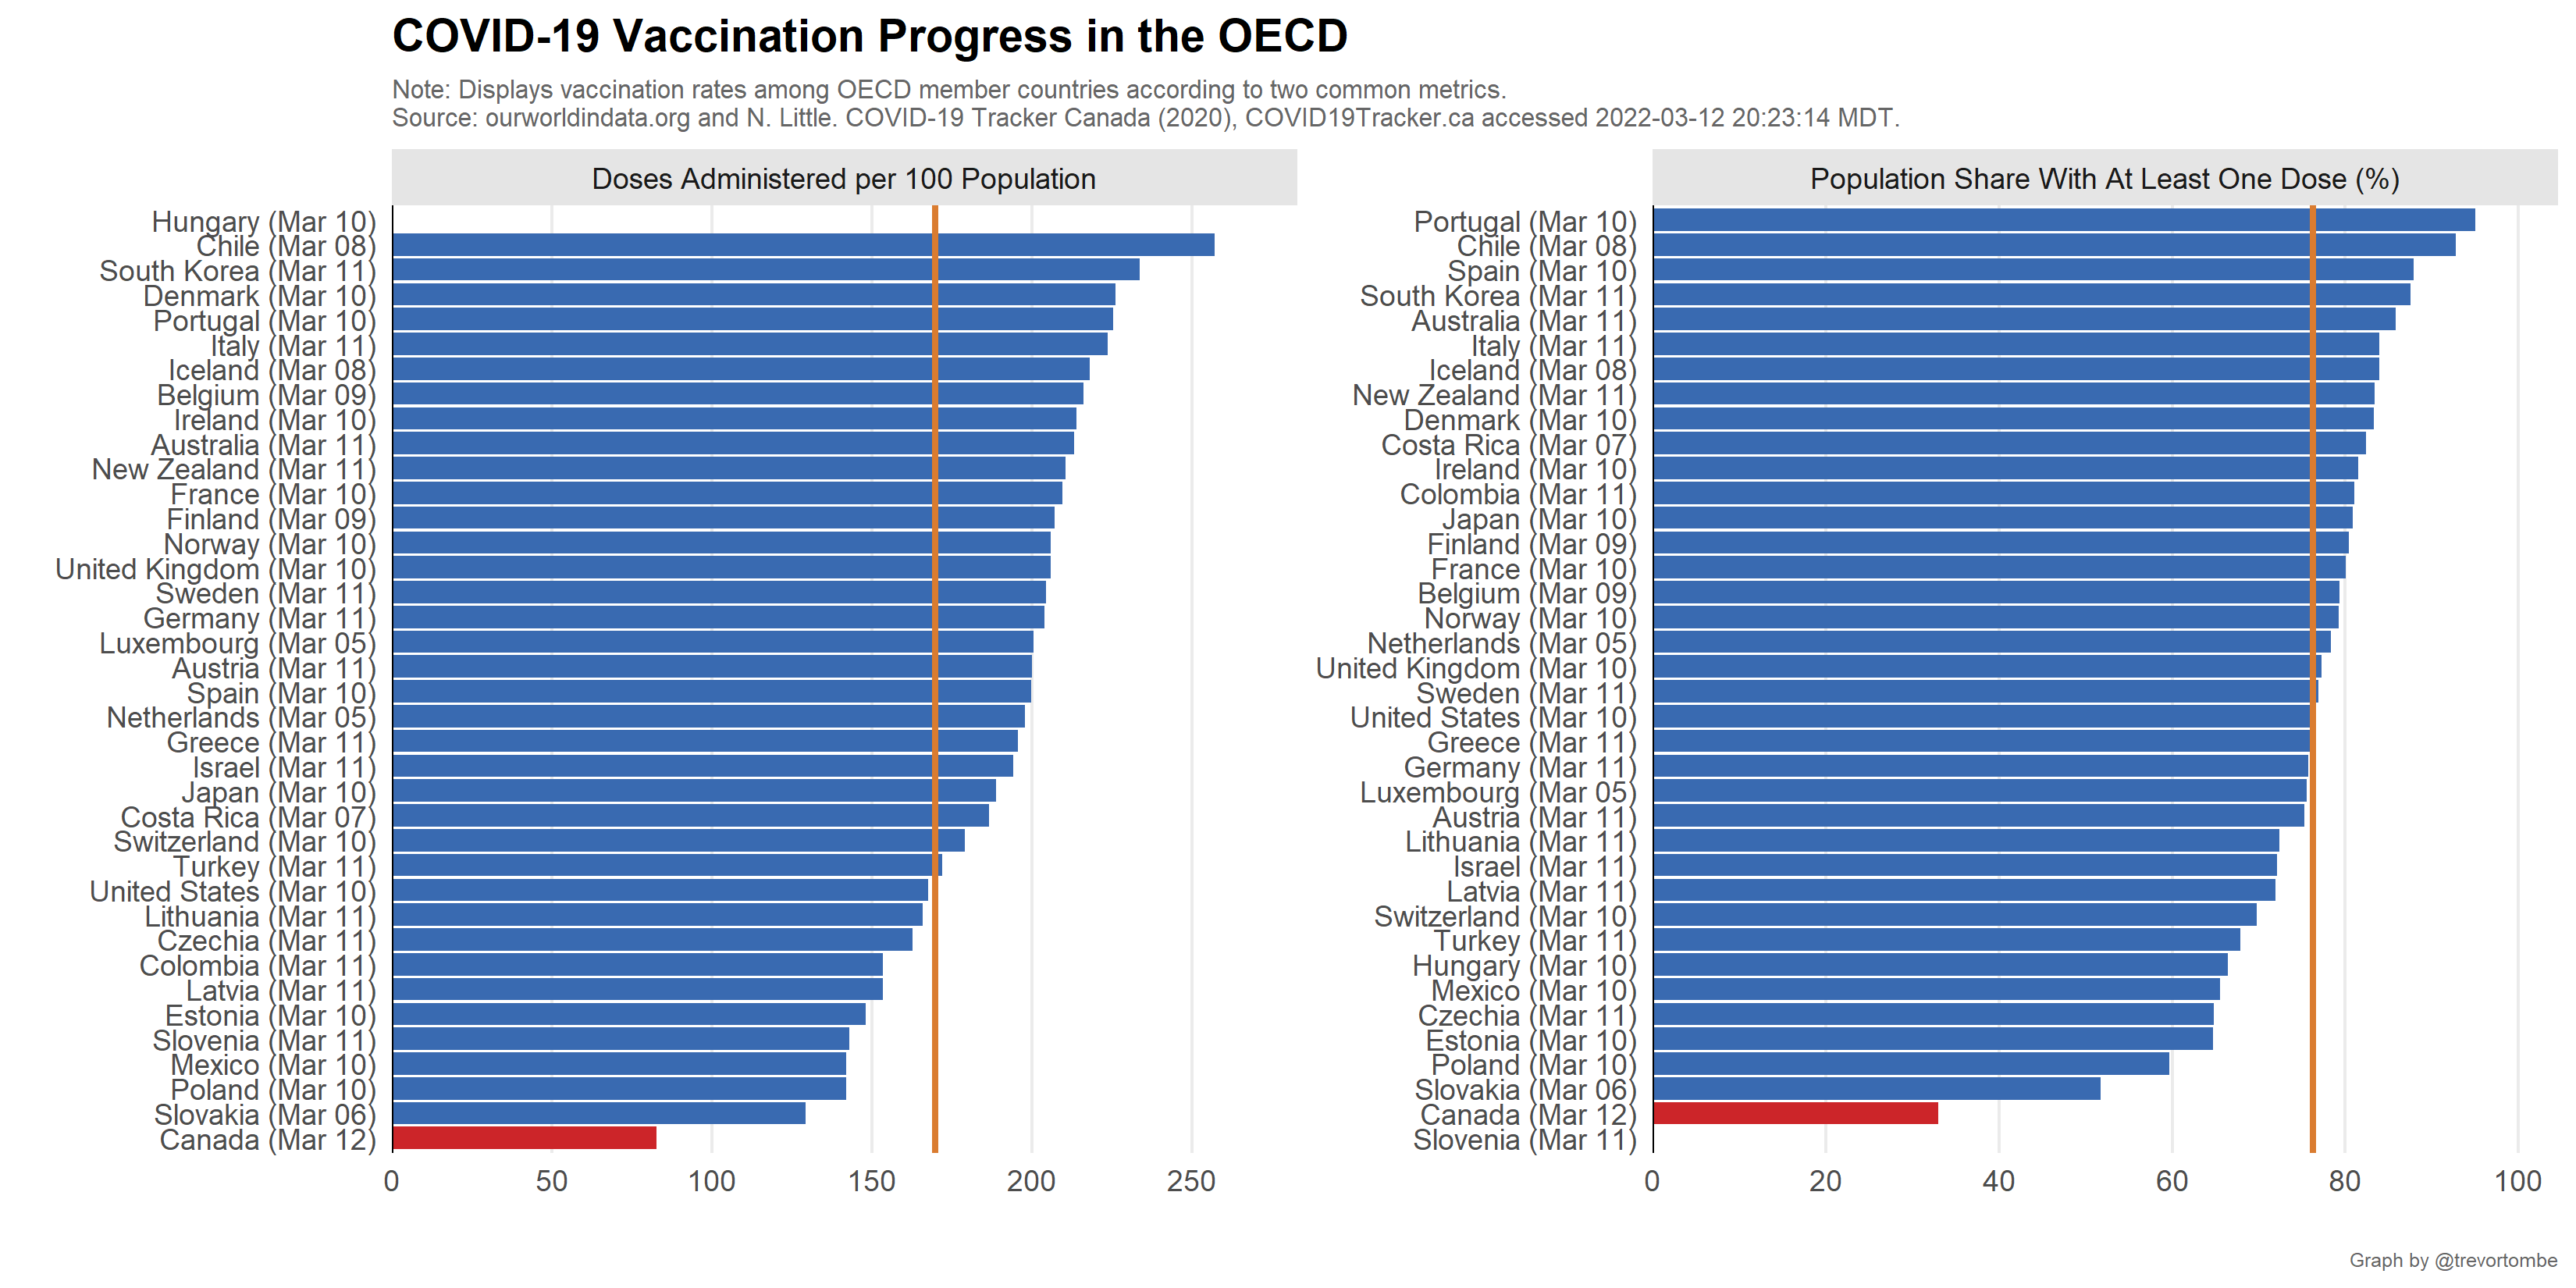 COVID-19 Vaccination Progress in the OECD
Note: Displays vaccination rates among OECD member countries according to two common metrics.
Source: ourworldindata.org and N. Little. COVID-19 Tracker Canada (2020), COVID19Tracker.ca accessed 2022-03-12 20:23:14 MDT.
Doses Administered per 100 Population
Hungary (Mar 10)
Chile (Mar 08)
South Korea (Mar 11)
Denmark (Mar 10)
Portugal (Mar 10)
Italy (Mar 11)
Iceland (Mar 08)
Belgium (Mar 09)
Ireland (Mar 10)
Australia (Mar 11)
New Zealand (Mar 11)
France (Mar 10)
Finland (Mar 09)
Norway (Mar 10)
United Kingdom (Mar 10)
Sweden (Mar 11)
Germany (Mar 11)
Luxembourg (Mar 05)
Austria (Mar 11)
Spain (Mar 10)
Netherlands (Mar 05)
Greece (Mar 11)
Israel (Mar 11)
Japan (Mar 10)
Costa Rica (Mar 07)
Switzerland (Mar 10)
Turkey (Mar 11)
United States (Mar 10)
Lithuania (Mar 11)
Czechia (Mar 11)
Colombia (Mar 11)
Latvia (Mar 11)
Estonia (Mar 10)
Slovenia (Mar 11)
Mexico (Mar 10)
Poland (Mar 10)
Slovakia (Mar 06)
Canada (Mar 12)
0 50 100 150 200 250
Population Share With At Least One Dose (%)
Portugal (Mar 10)
Chile (Mar 08)
Spain (Mar 10)
South Korea (Mar 11)
Australia (Mar 11)
Italy (Mar 11)
Iceland (Mar 08)
New Zealand (Mar 11)
Denmark (Mar 10)
Costa Rica (Mar 07)
Ireland (Mar 10)
Colombia (Mar 11)
Japan (Mar 10)
Finland (Mar 09)
France (Mar 10)
Belgium (Mar 09)
Norway (Mar 10)
Netherlands (Mar 05)
United Kingdom (Mar 10)
Sweden (Mar 11)
United States (Mar 10)
Greece (Mar 11)
Germany (Mar 11)
Luxembourg (Mar 05)
Austria (Mar 11)
Lithuania (Mar 11)
Israel (Mar 11)
Latvia (Mar 11)
Switzerland (Mar 10)
Turkey (Mar 11)
Hungary (Mar 10)
Mexico (Mar 10)
Czechia (Mar 11)
Estonia (Mar 10)
Poland (Mar 10)
Slovakia (Mar 06)
Canada (Mar 12)
Slovenia (Mar 11)
0 20 40 60 80 100
Graph by @trevortombe